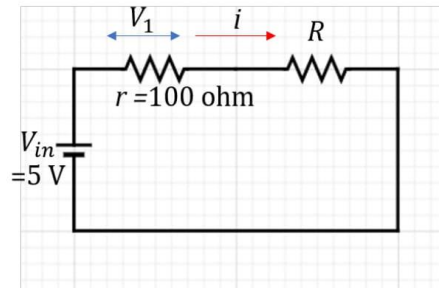 V₁
i
R
r =100 ohm
Vᵢₙ
=5 V